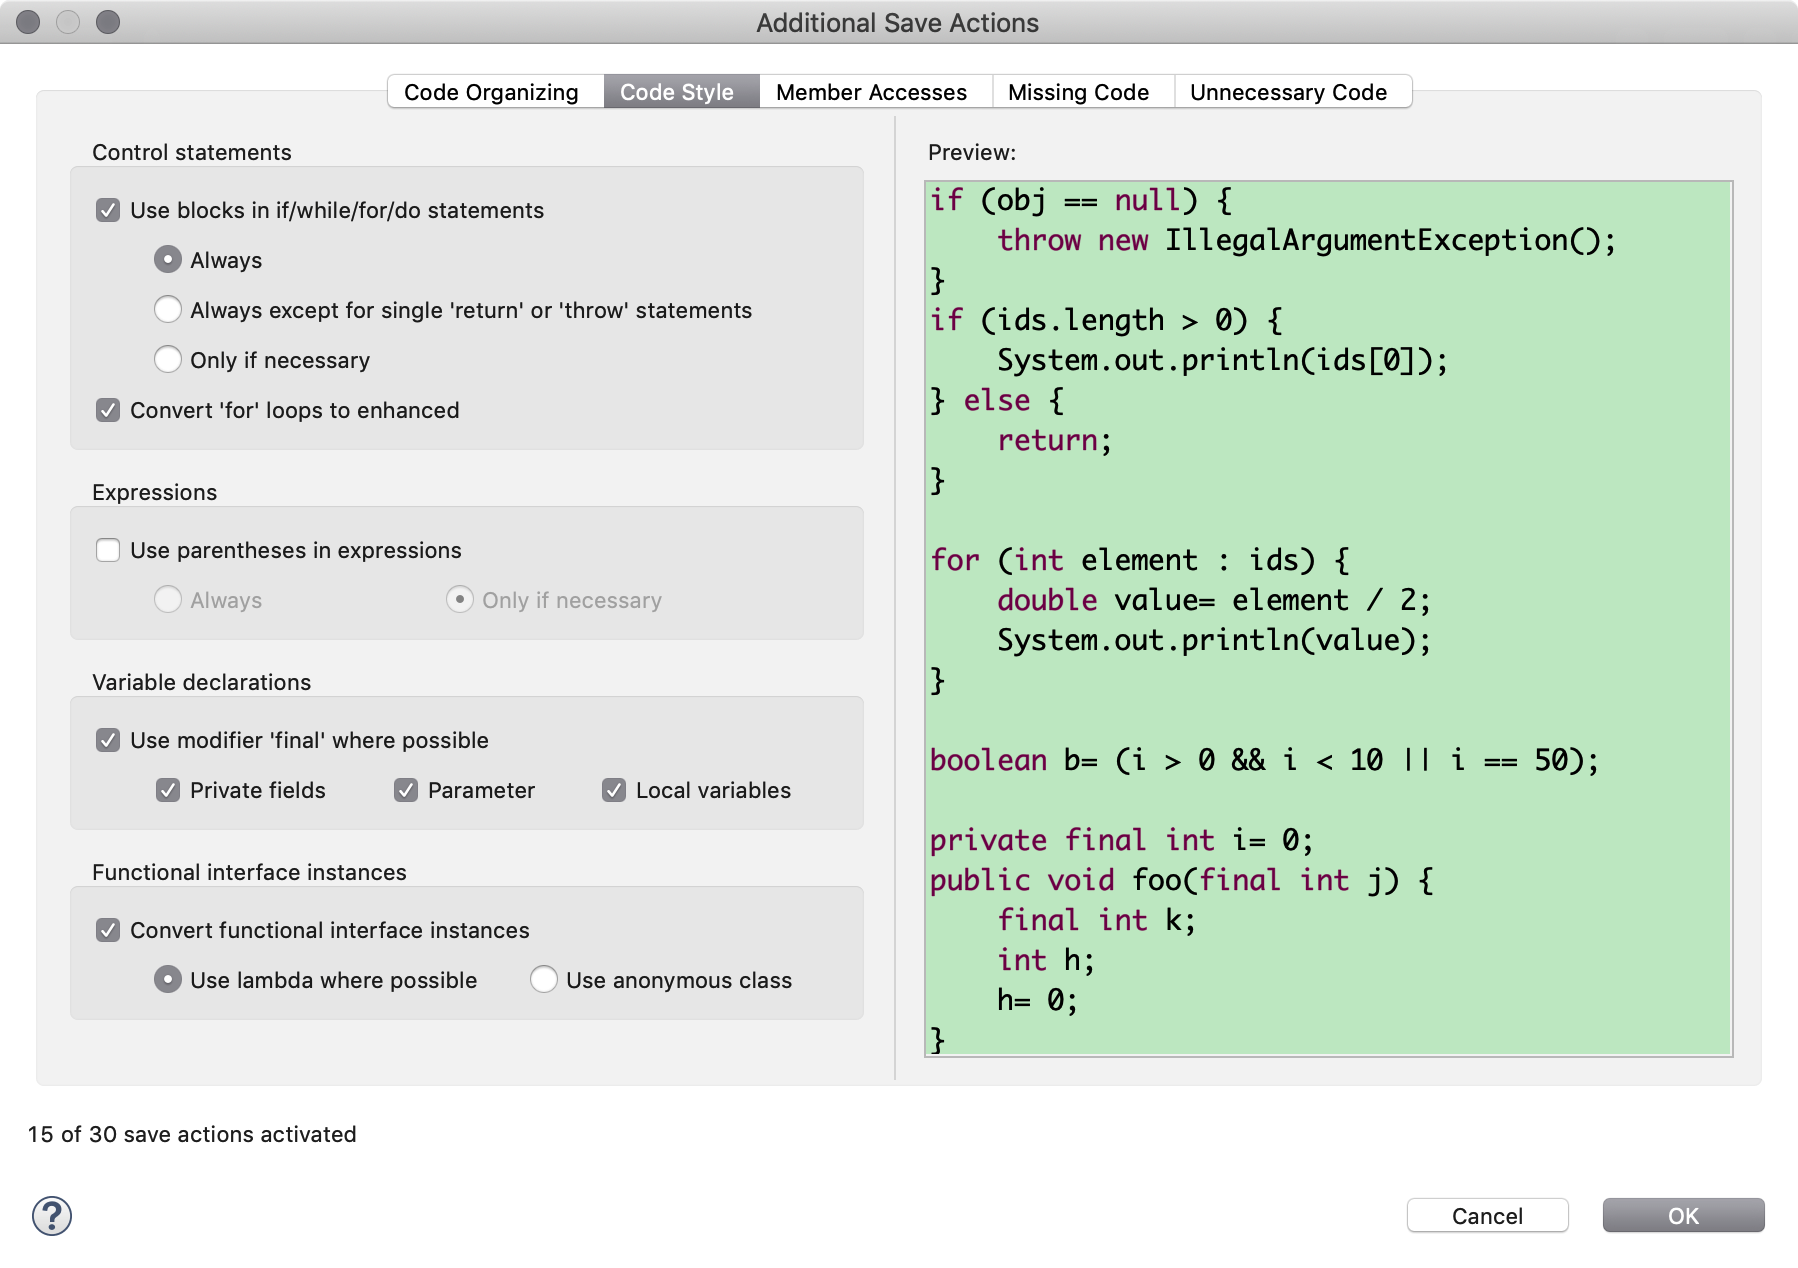 Additional Save Actions
Code Organizing Code Style Member Accesses Missing Code Unnecessary Code
Control statements
Use blocks in if/while/for/do statements
Always
Always except for single 'return' or 'throw' statements
Only if necessary
Convert 'for' loops to enhanced
Expressions
Use parentheses in expressions
Always Only if necessary
Variable declarations
Use modifier 'final' where possible
Private fields Parameter Local variables
Functional interface instances
Convert functional interface instances
Use lambda where possible Use anonymous class
Preview:
if (obj == null) {
    throw new IllegalArgumentException();
}
if (ids.length > 0) {
    System.out.println(ids[0]);
} else {
    return;
}
for (int element : ids) {
    double value= element / 2;
    System.out.println(value);
}
boolean b= (i > 0 && i < 10 || i == 50);
private final int i= 0;
public void foo(final int j) {
    final int k;
    int h;
    h= 0;
}
15 of 30 save actions activated
?
Cancel OK